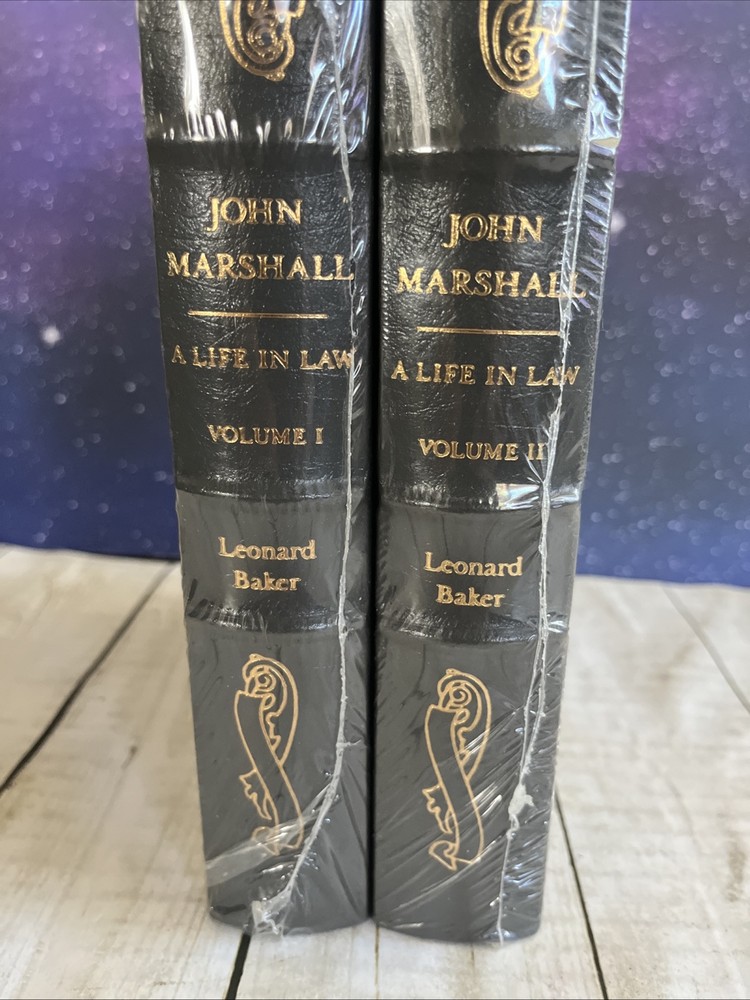 JOHN
MARSHALL
A LIFE IN LAW
VOLUME I
Leonard
Baker
JOHN
MARSHALL
A LIFE IN LAW
VOLUME II
Leonard
Baker